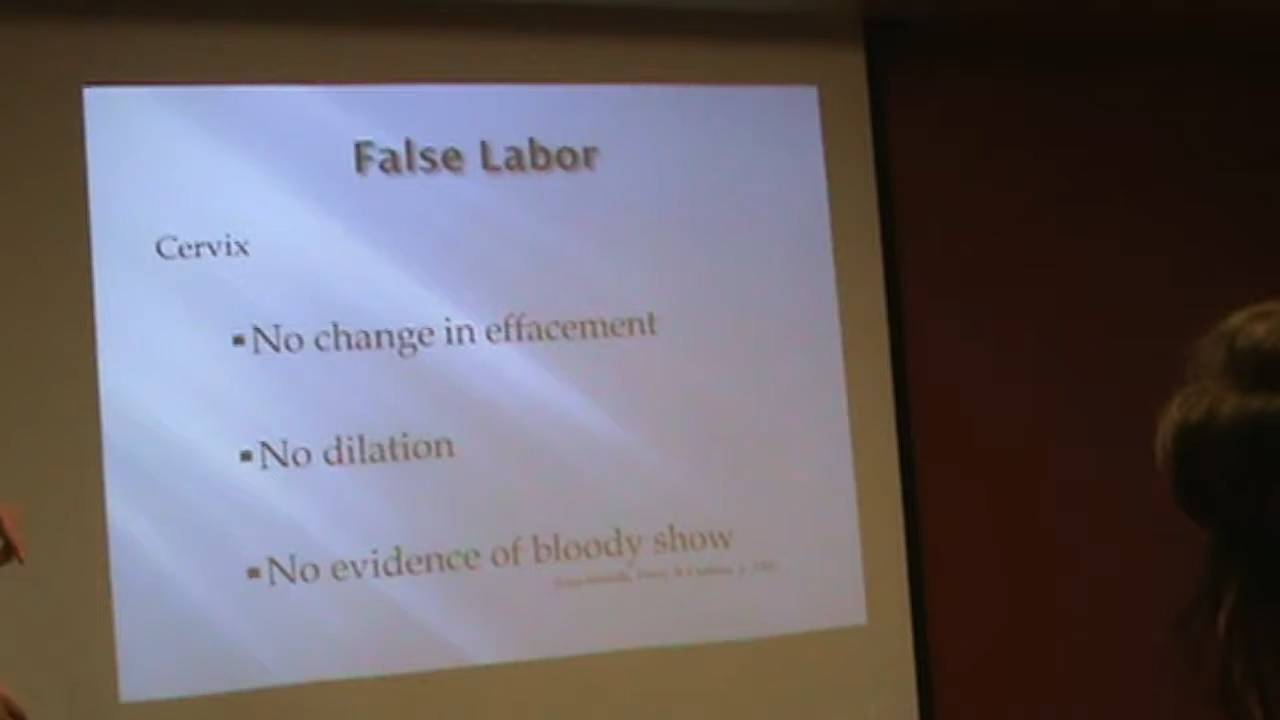 False Labor
Cervix
▪No change in effacement
▪No dilation
▪No evidence of bloody show